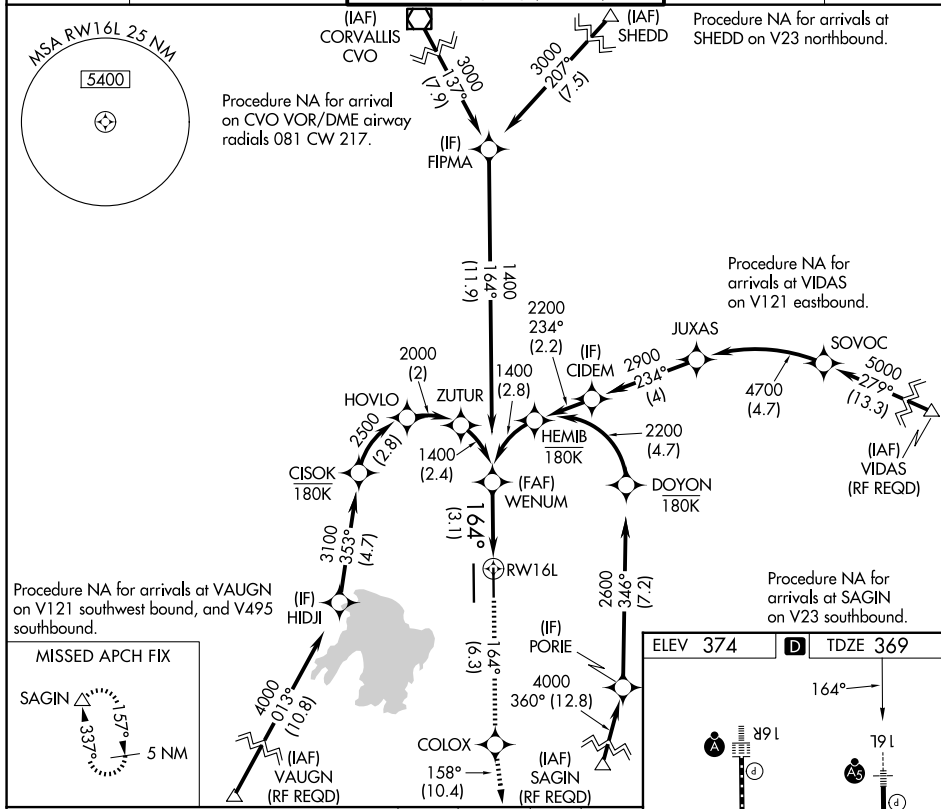 MSA RW16L 25 NM
5400
(IAF)
CORVALLIS
CVO
(IAF)
SHEDD
Procedure NA for arrivals at
SHEDD on V23 northbound.
3000
137°
(7.9)
3000
207°
(7.5)
Procedure NA for arrival
on CVO VOR/DME airway
radials 081 CW 217.
(IF)
FIPMA
1400
164°
(11.9)
Procedure NA for
arrivals at VIDAS
on V121 eastbound.
2200
234°
(2.2)
(IF)
CIDEM
JUXAS
SOVOC
2900
234°
(4)
4700
(4.7)
5000
279°
(13.3)
(IAF)
VIDAS
(RF REQD)
2000
(2)
HOVLO
ZUTUR
1400
(2.8)
2500
(2.8)
1400
(2.4)
HEMIB
180K
2200
(4.7)
CISOK
180K
(FAF)
WENUM
DOYON
180K
164°
(3.1)
3100
353°
(4.7)
RW16L
2600
346°
(7.2)
Procedure NA for arrivals at VAUGN
on V121 southwest bound, and V495
southbound.
(IF)
HIDJI
Procedure NA for
arrivals at SAGIN
on V23 southbound.
164°
(6.3)
(IF)
PORIE
4000
360° (12.8)
4000
013°
(10.8)
(IAF)
VAUGN
(RF REQD)
COLOX
158°
(10.4)
(IAF)
SAGIN
(RF REQD)
MISSED APCH FIX
SAGIN
157°
337°
5 NM
ELEV 374
D
TDZE 369
164°
16R
16L
A
A5
P
P